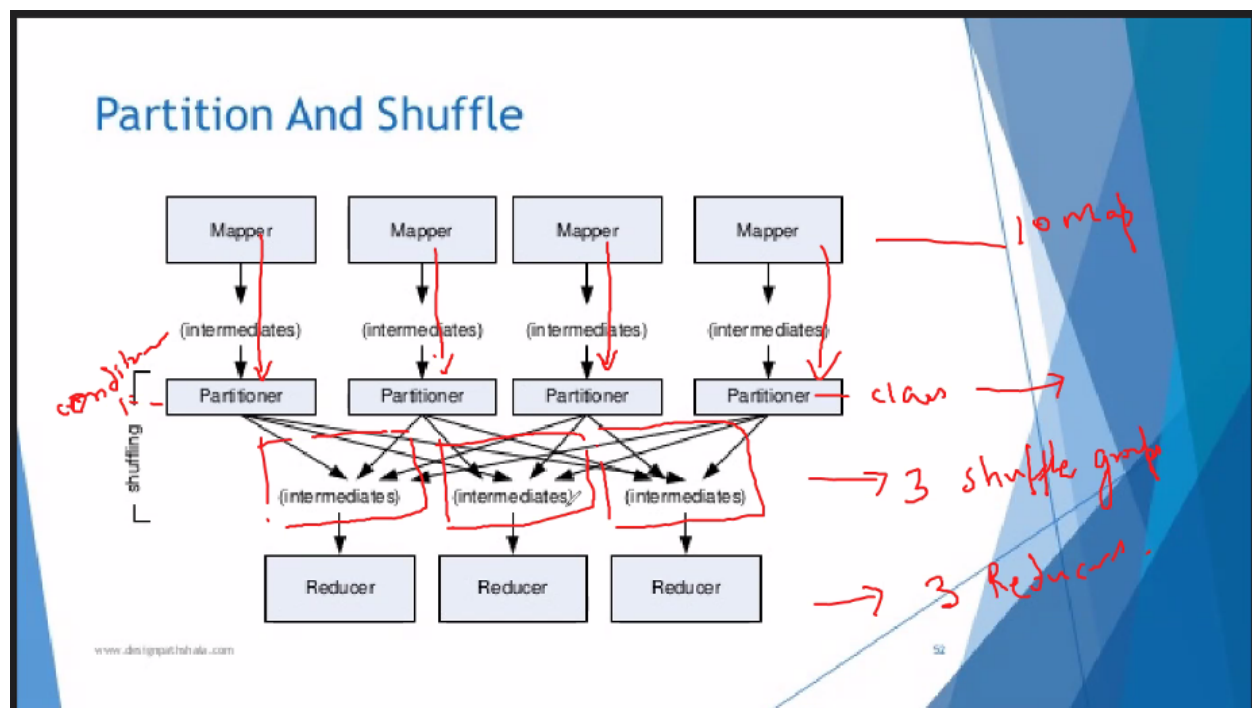 Partition And Shuffle
Mapper Mapper Mapper Mapper
10 Map
(intermediates) (intermediates) (intermediates) (intermediates)
condition
Partitioner Partitioner Partitioner Partitioner
class
shuffling
3 shuffle group
(intermediates) (intermediates) (intermediates)
Reducer Reducer Reducer
3 Reducers.
www.designpathshala.com
52